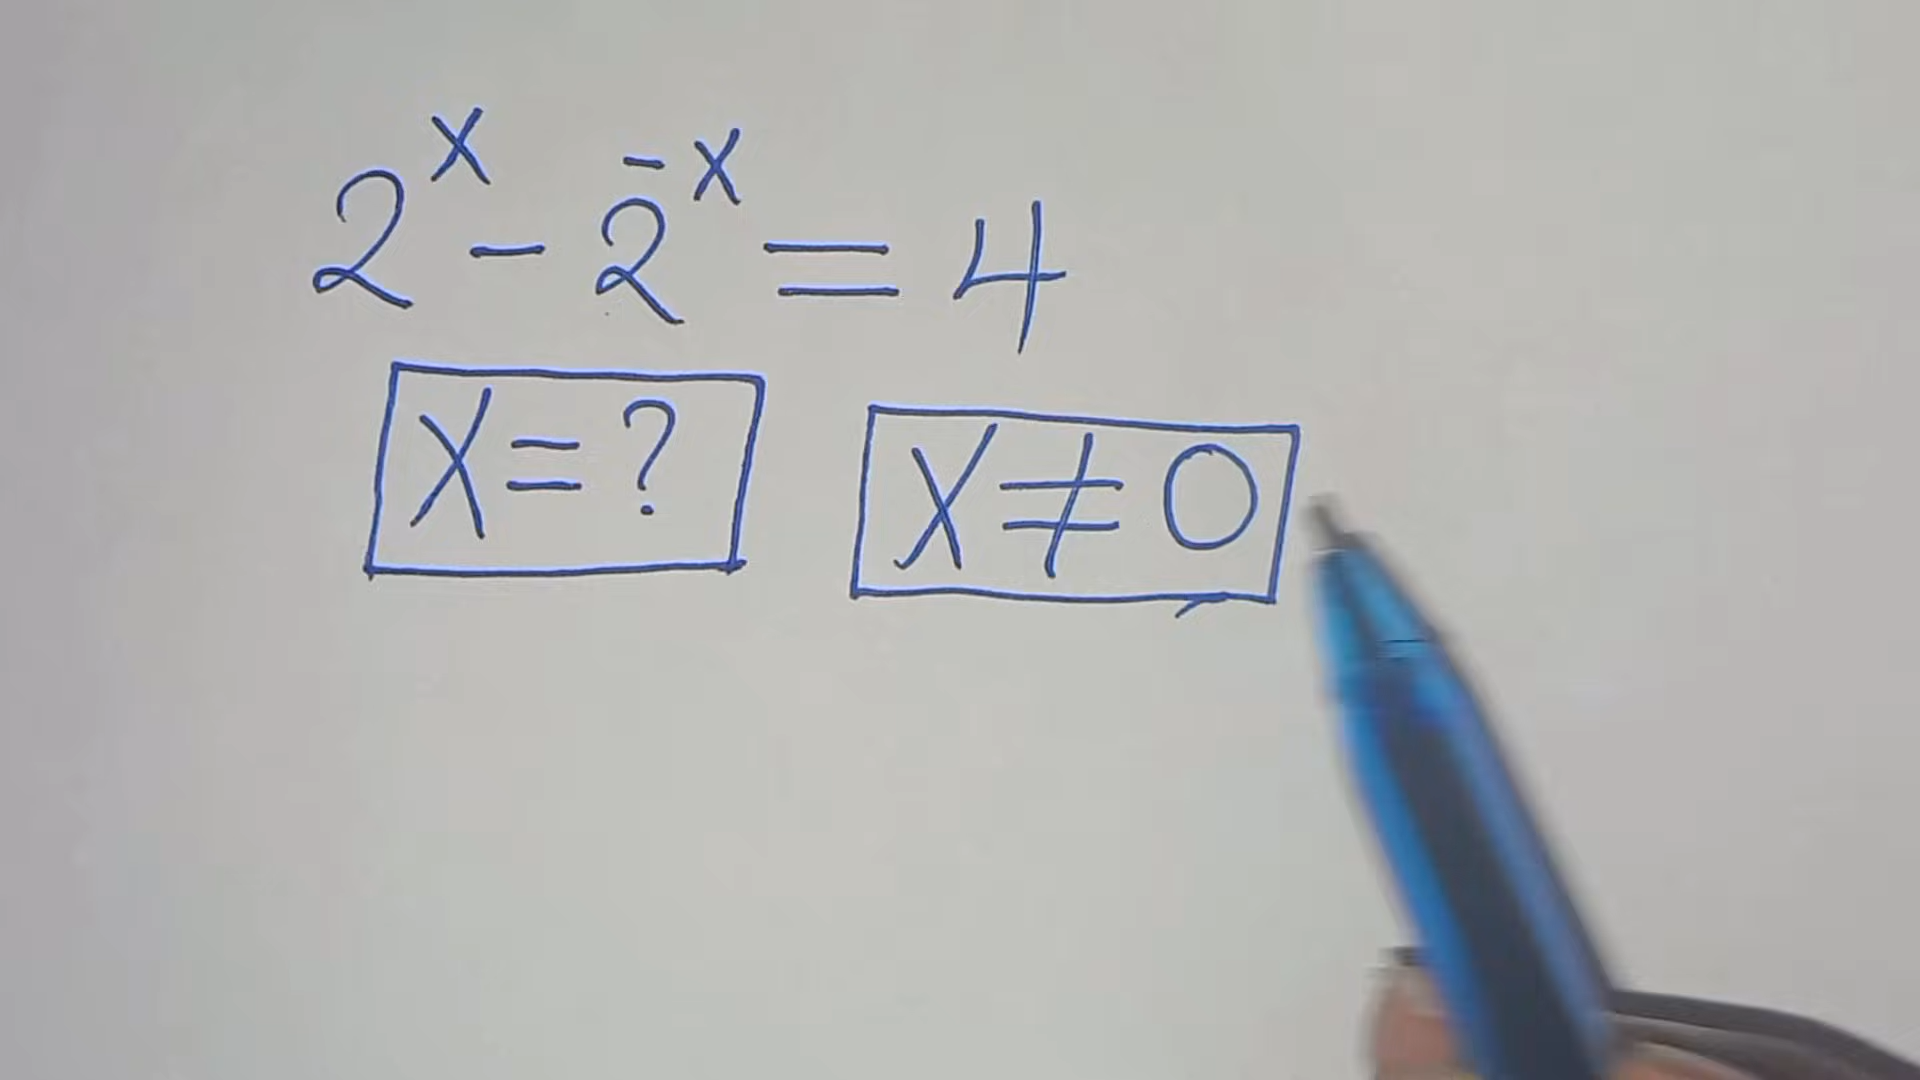 2^x - 2^-x = 4
x = ? x ≠ 0